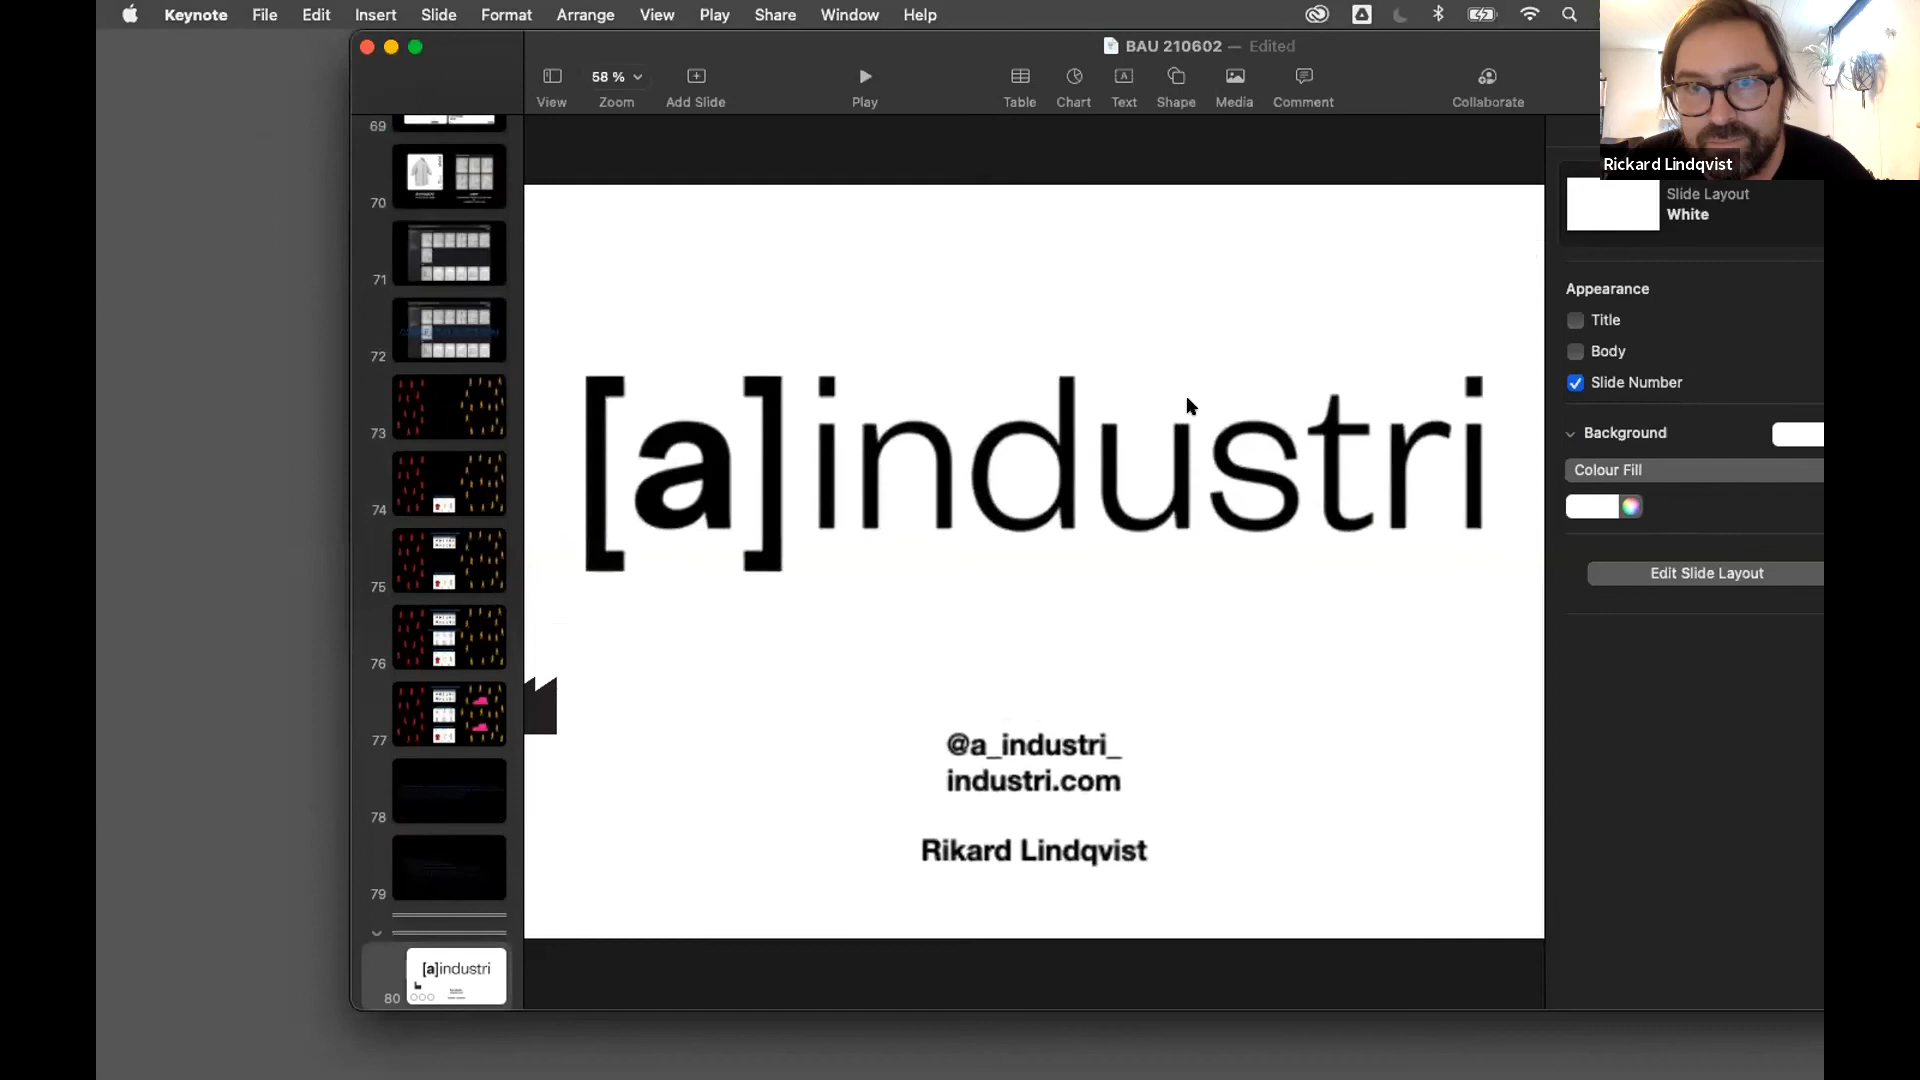 Keynote File Edit Insert Slide Format Arrange View Play Share Window Help
BAU 210602 — Edited
58 %
View Zoom Add Slide Play Table Chart Text Shape Media Comment Collaborate
Rickard Lindqvist
Slide Layout
White
Appearance
Title
Body
Slide Number
Background
Colour Fill
Edit Slide Layout
69
70
71
72
73
74
75
76
77
78
79
80
[a]industri
[a]industri
@a_industri_
industri.com
Rikard Lindqvist